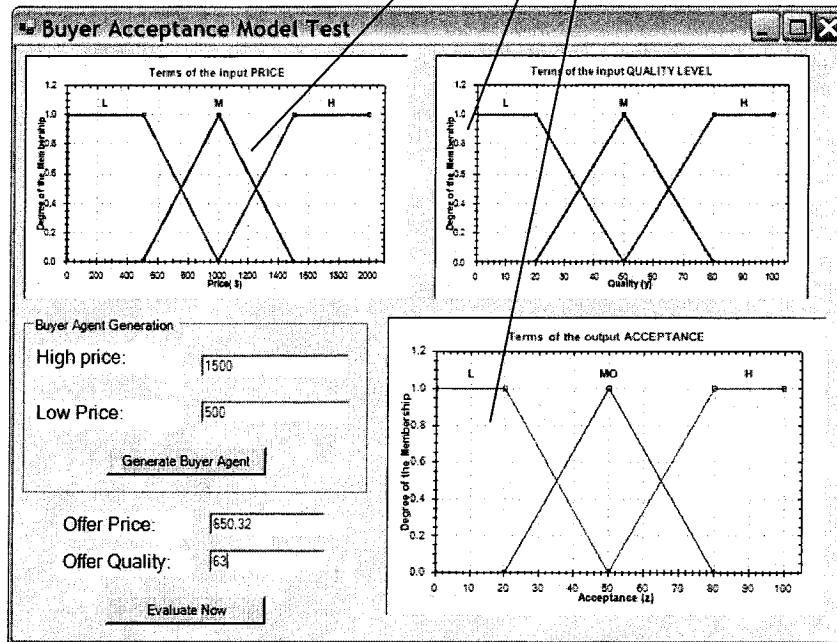 Buyer Acceptance Model Test
Terms of the input PRICE
Degree of the Membership
1.2
1.0
0.8
0.6
0.4
0.2
0.0
L M H
0 200 400 600 800 1000 1200 1400 1600 1800 2000
Price( $)
Terms of the input QUALITY LEVEL
Degree of the Membership
1.2
1.0
0.8
0.6
0.4
0.2
0.0
L M H
0 10 20 30 40 50 60 70 80 90 100
Quality (y)
Buyer Agent Generation
High price: 1500
Low Price: 500
Generate Buyer Agent
Offer Price: 650.32
Offer Quality: 63
Evaluate Now
Terms of the output ACCEPTANCE
Degree of the Membership
1.2
1.0
0.8
0.6
0.4
0.2
0.0
L MO H
0 10 20 30 40 50 60 70 80 90 100
Acceptance (z)